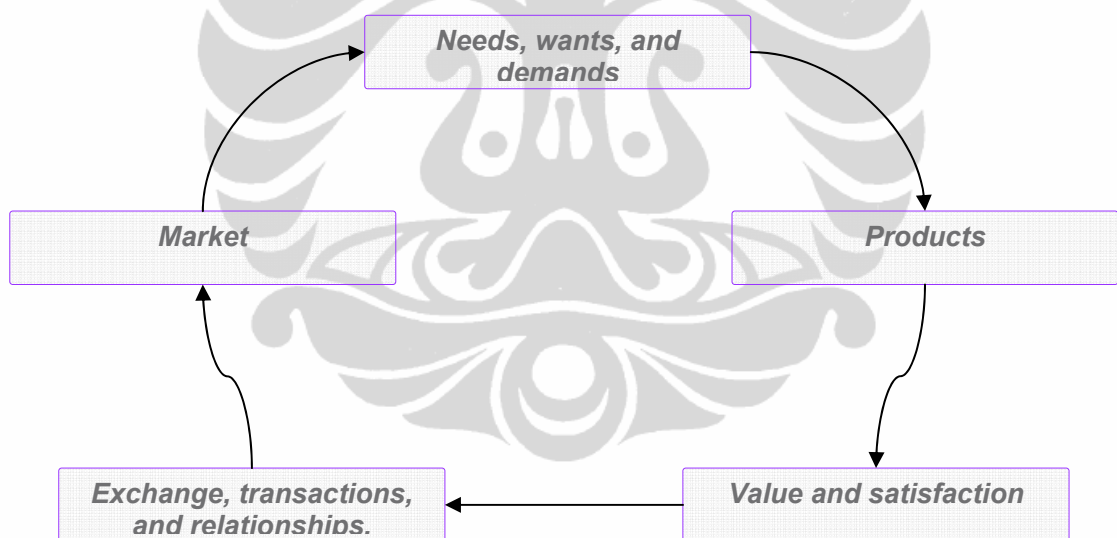 Needs, wants, and
demands
Market
Products
Exchange, transactions,
and relationships.
Value and satisfaction